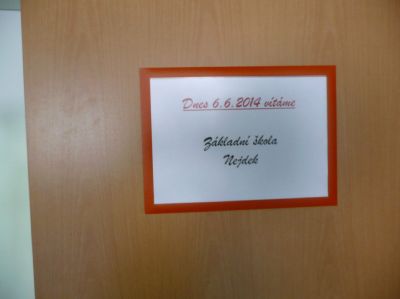 Dnes 6.6.2014 vítáme
Základní škola
Nejdek